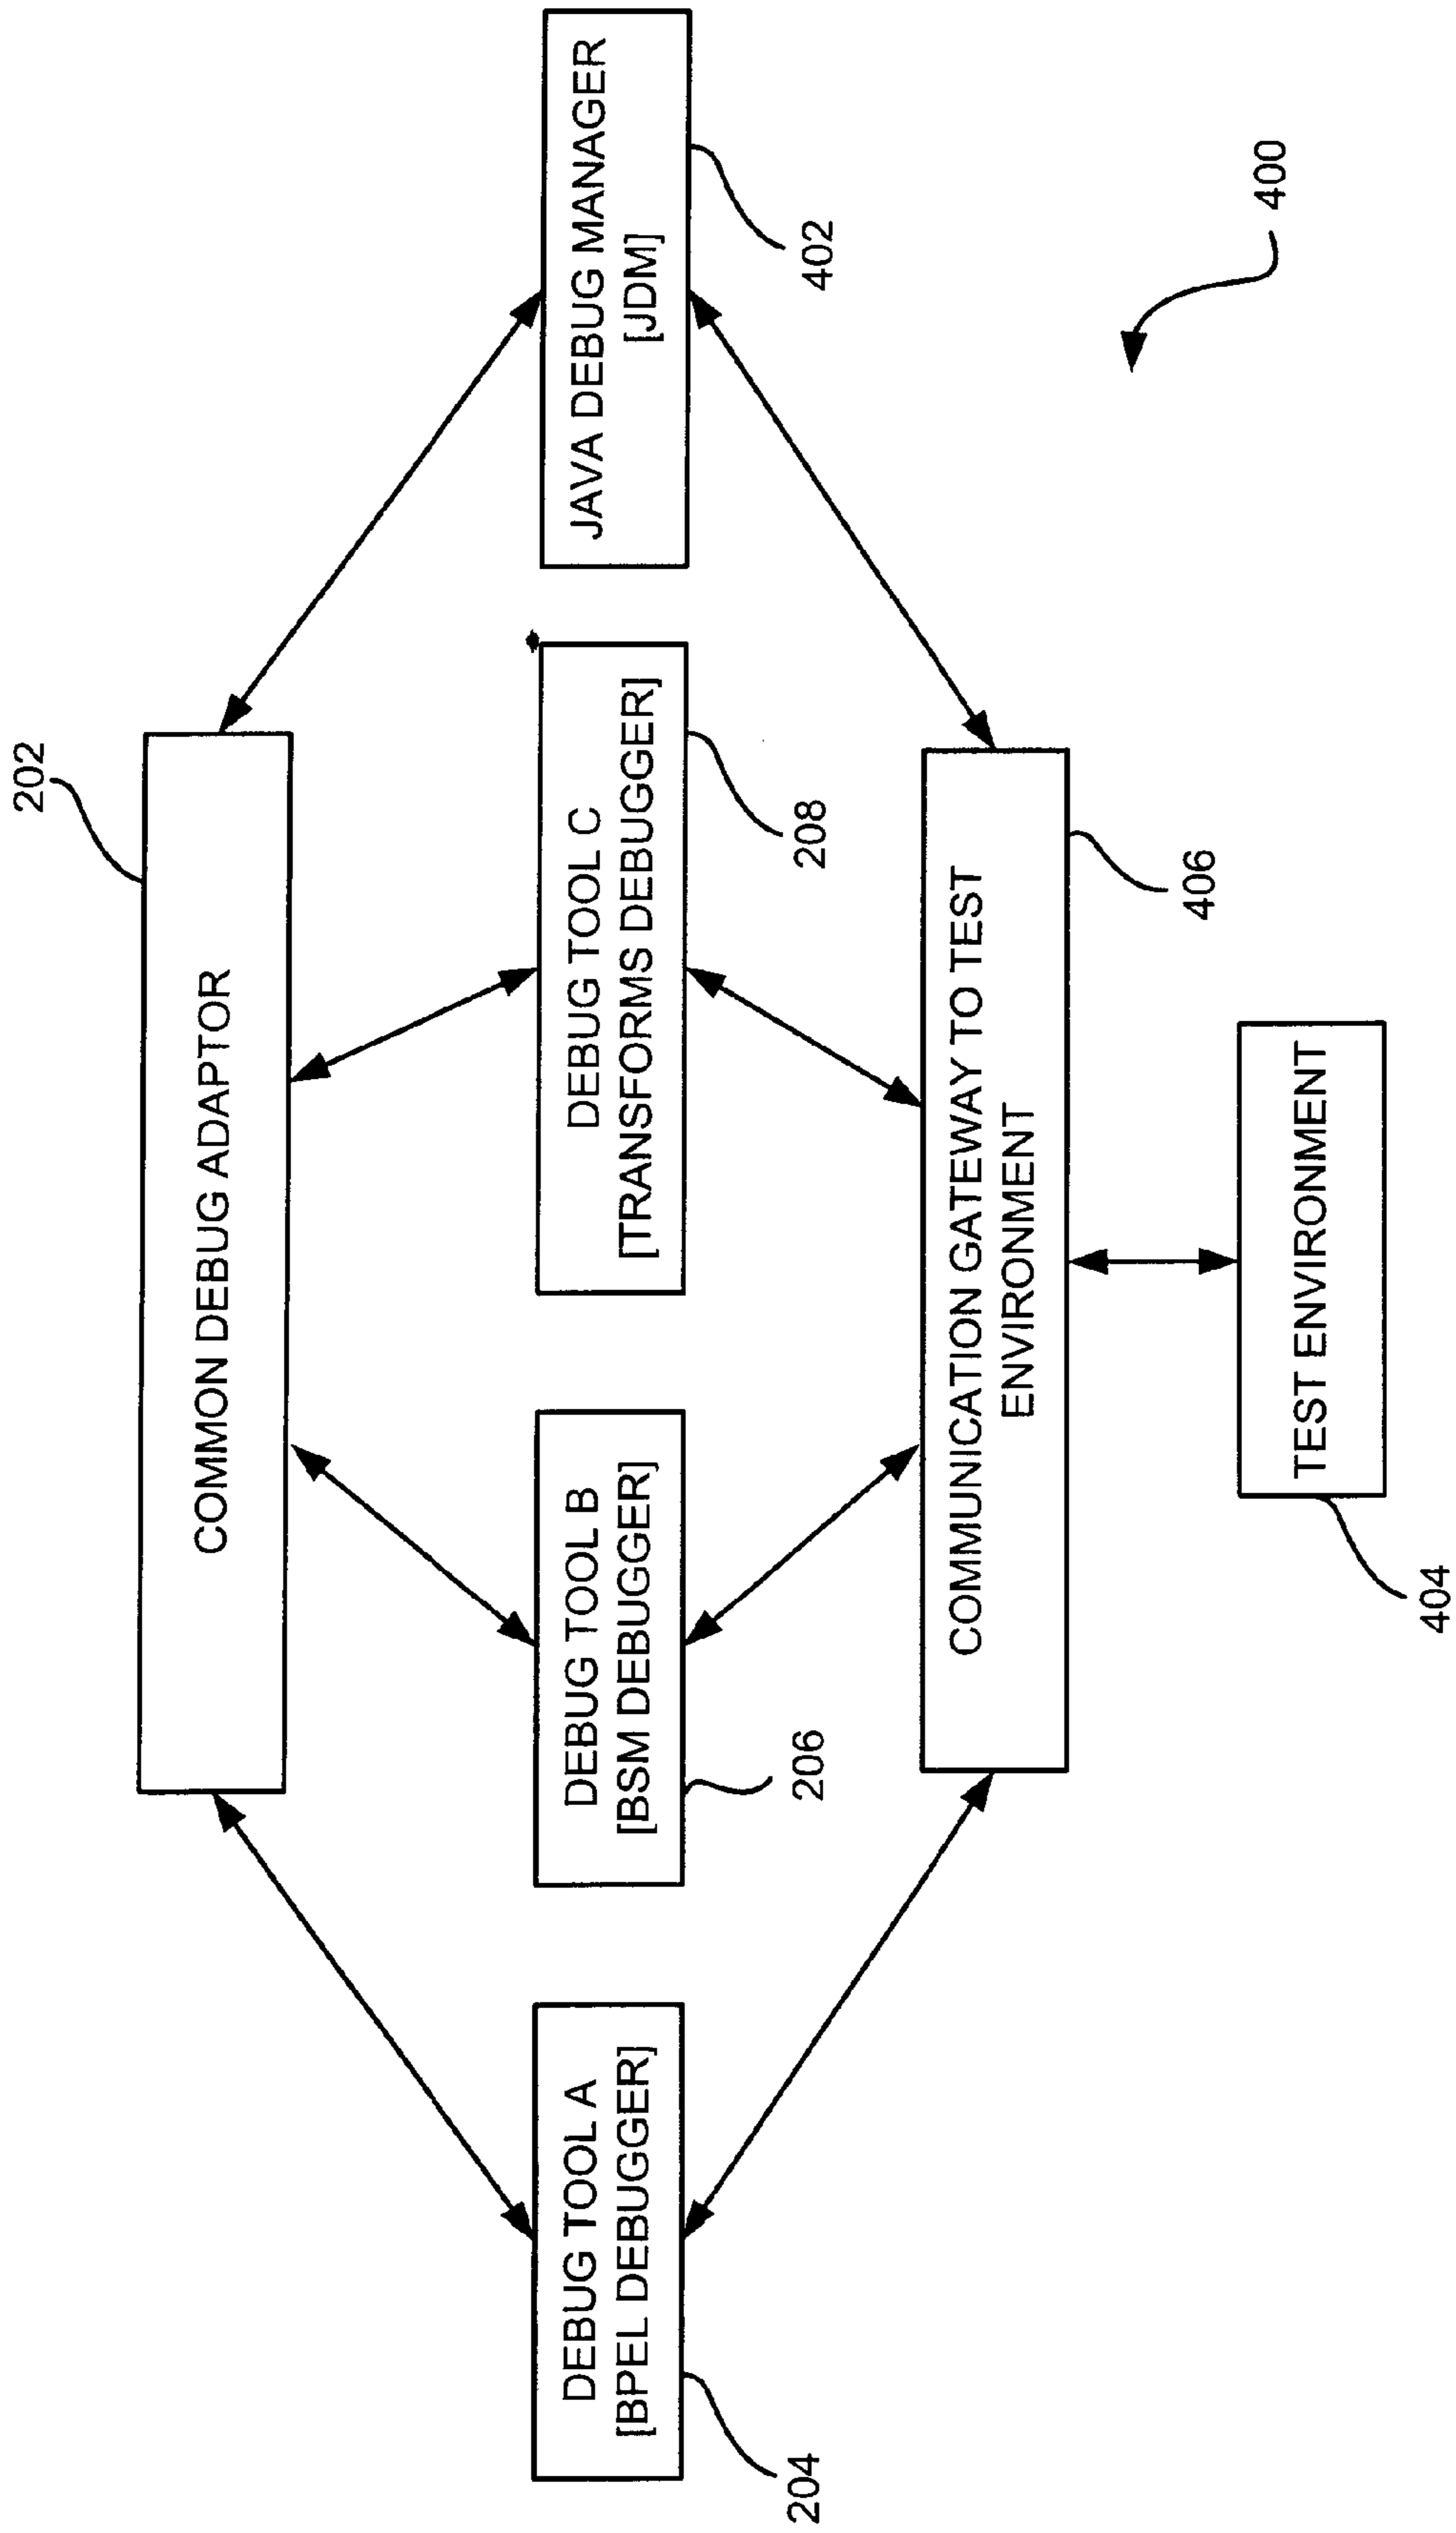 202
COMMON DEBUG ADAPTOR
DEBUG TOOL A
[BPEL DEBUGGER]
204
DEBUG TOOL B
[BSM DEBUGGER]
206
DEBUG TOOL C
[TRANSFORMS DEBUGGER]
208
JAVA DEBUG MANAGER
[JDM]
402
COMMUNICATION GATEWAY TO TEST
ENVIRONMENT
406
TEST ENVIRONMENT
404
400